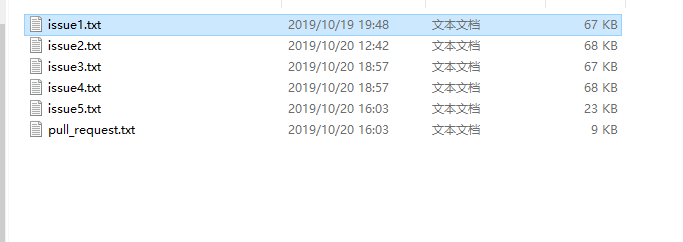 issue1.txt 2019/10/19 19:48 文本文档 67 KB
issue2.txt 2019/10/20 12:42 文本文档 68 KB
issue3.txt 2019/10/20 18:57 文本文档 67 KB
issue4.txt 2019/10/20 18:57 文本文档 68 KB
issue5.txt 2019/10/20 16:03 文本文档 23 KB
pull_request.txt 2019/10/20 16:03 文本文档 9 KB